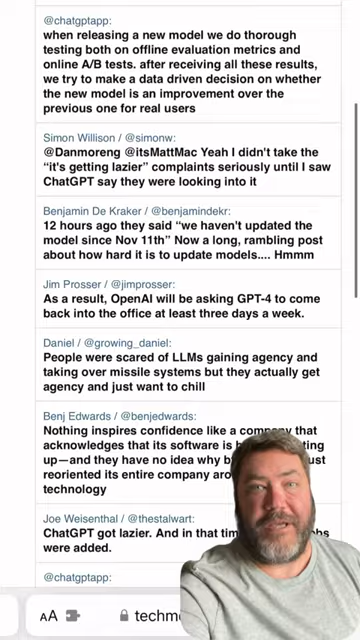 @chatgptapp:
when releasing a new model we do thorough
testing both on offline evaluation metrics and
online A/B tests. after receiving all these results,
we try to make a data driven decision on whether
the new model is an improvement over the
previous one for real users
Simon Willison / @simonw:
@Danmoreng @itsMattMac Yeah I didn't take the
“it's getting lazier” complaints seriously until I saw
ChatGPT say they were looking into it
Benjamin De Kraker / @benjamindekr:
12 hours ago they said “we haven't updated the
model since Nov 11th” Now a long, rambling post
about how hard it is to update models.... Hmmm
Jim Prosser / @jimprosser:
As a result, OpenAI will be asking GPT-4 to come
back into the office at least three days a week.
Daniel / @growing_daniel:
People were scared of LLMs gaining agency and
taking over missile systems but they actually get
agency and just want to chill
Benj Edwards / @benjedwards:
Nothing inspires confidence like a company that
acknowledges that its software is
up—and they have no idea why
reoriented its entire company
technology
Joe Weisenthal / @thestalwart:
ChatGPT got lazier. And in that
were added.
@chatgptapp:
AA